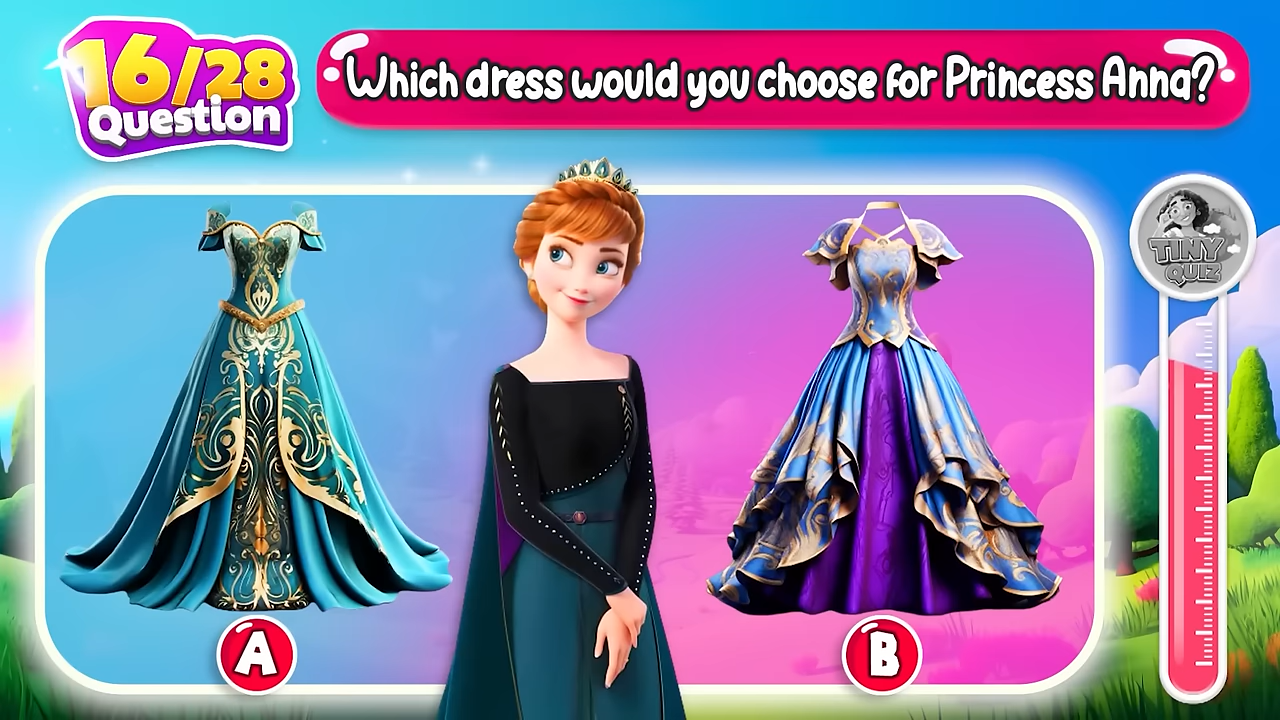 16/28
Question
Which dress would you choose for Princess Anna?
TINY
QUIZ
A
B